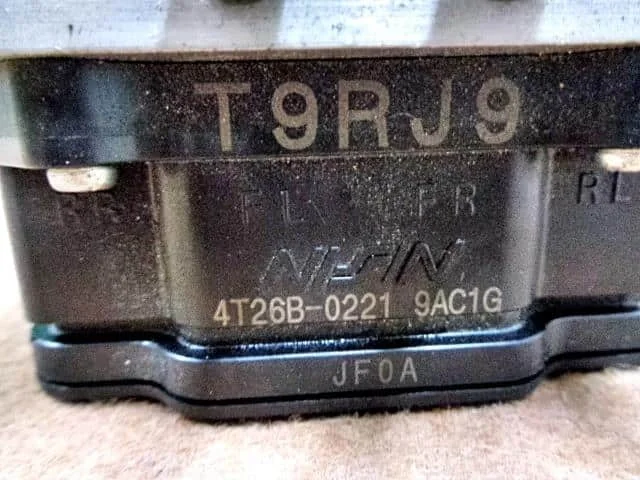 T9RJ9
RR FL FR RL
NISSIN
4T26B-0221 9AC1G
JF0A